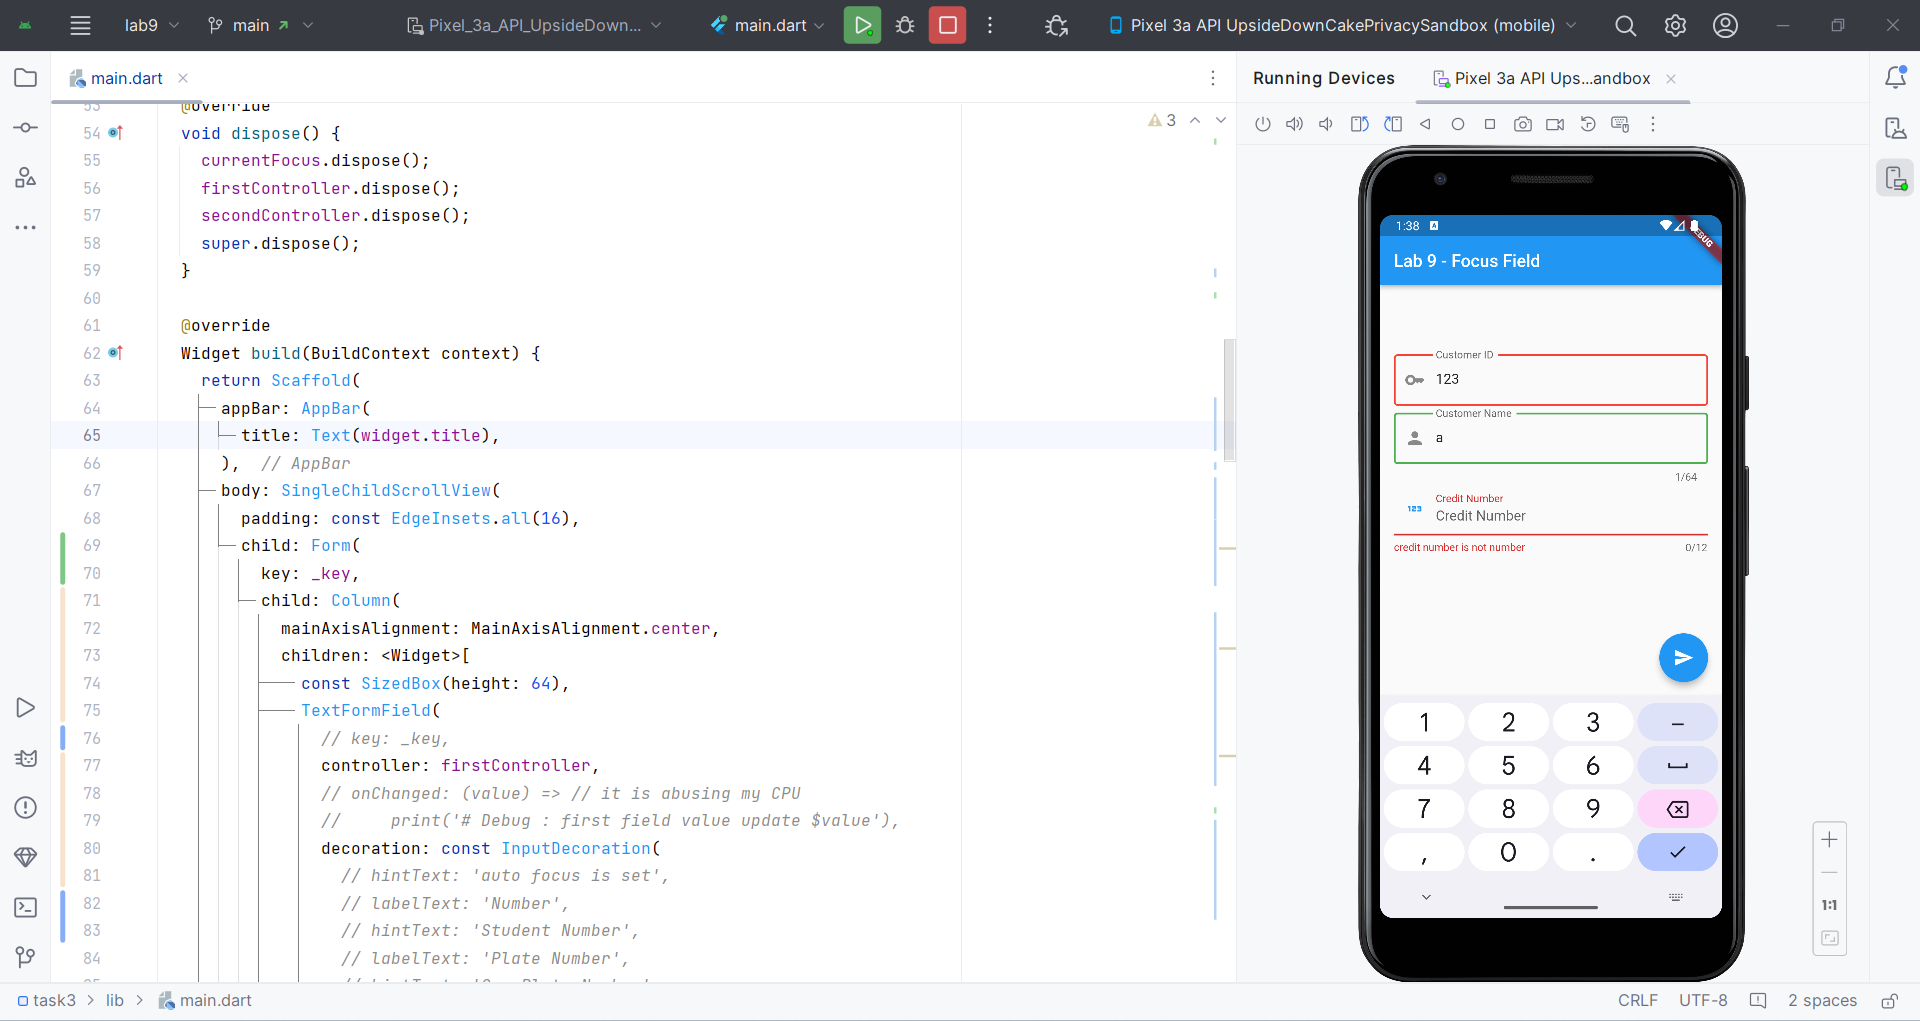 lab9
main
Pixel_3a_API_UpsideDown...
main.dart
Pixel 3a API UpsideDownCakePrivacySandbox (mobile)
main.dart
Running Devices
Pixel 3a API Ups...andbox
3
53 @override
54 void dispose() {
55 currentFocus.dispose();
56 firstController.dispose();
57 secondController.dispose();
58 super.dispose();
59 }
60
61 @override
62 Widget build(BuildContext context) {
63 return Scaffold(
64 appBar: AppBar(
65 title: Text(widget.title),
66 ), // AppBar
67 body: SingleChildScrollView(
68 padding: const EdgeInsets.all(16),
69 child: Form(
70 key: _key,
71 child: Column(
72 mainAxisAlignment: MainAxisAlignment.center,
73 children: <Widget>[
74 const SizedBox(height: 64),
75 TextFormField(
76 // key: _key,
77 controller: firstController,
78 // onChanged: (value) => // it is abusing my CPU
79 //     print('# Debug : first field value update $value'),
80 decoration: const InputDecoration(
81 // hintText: 'auto focus is set',
82 // labelText: 'Number',
83 // hintText: 'Student Number',
84 // labelText: 'Plate Number',
1:38
DEBUG
Lab 9 - Focus Field
Customer ID
123
Customer Name
a
1/64
Credit Number
123
Credit Number
credit number is not number 0/12
1 2 3 –
4 5 6
7 8 9
, 0 .
1:1
task3 > lib > main.dart
CRLF UTF-8 2 spaces